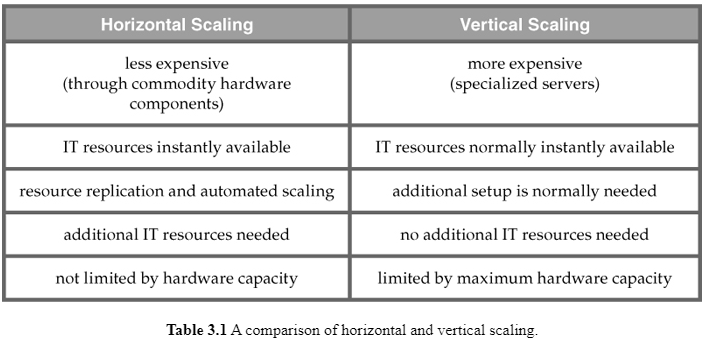 Horizontal Scaling
Vertical Scaling
less expensive
(through commodity hardware
components)
more expensive
(specialized servers)
IT resources instantly available
IT resources normally instantly available
resource replication and automated scaling
additional setup is normally needed
additional IT resources needed
no additional IT resources needed
not limited by hardware capacity
limited by maximum hardware capacity
Table 3.1 A comparison of horizontal and vertical scaling.